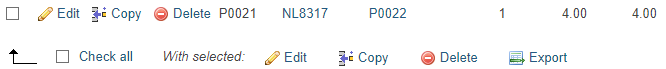 Edit Copy Delete P0021 NL8317 P0022 1 4.00 4.00
Check all With selected: Edit Copy Delete Export